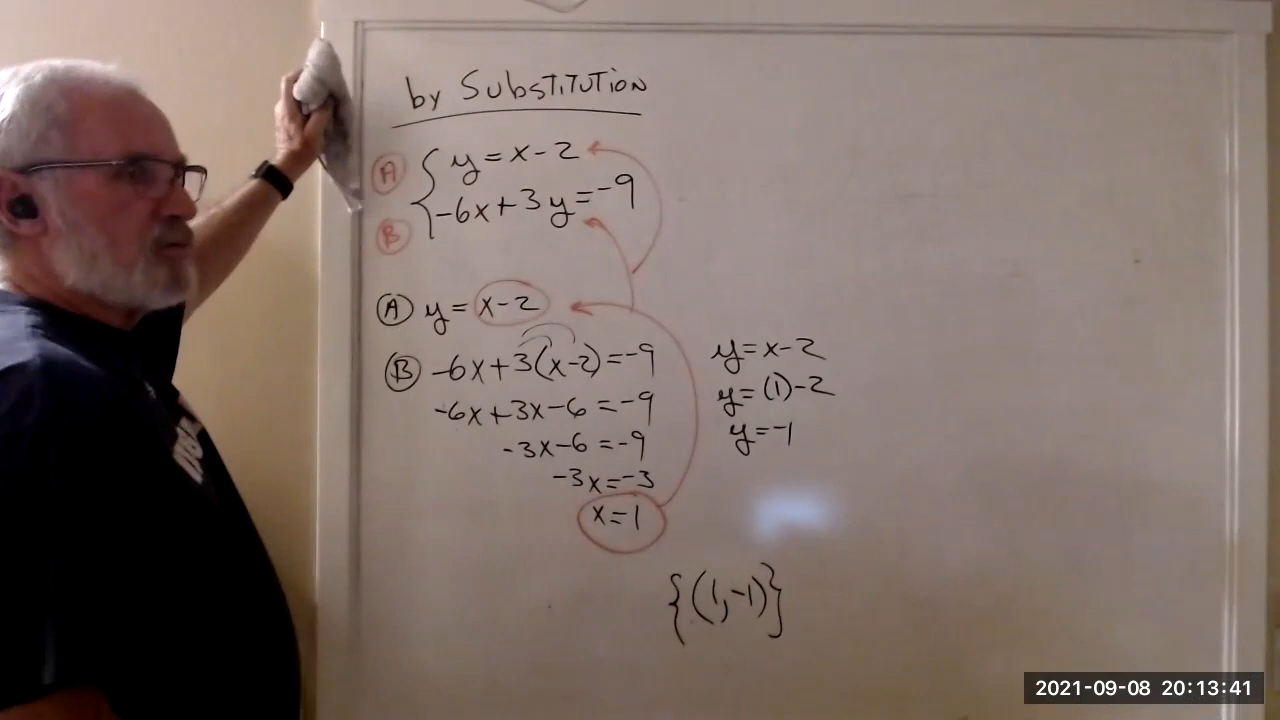 by Substitution
A { y = x - 2
B -6x + 3y = -9
A y = x - 2
B -6x + 3(x - 2) = -9
-6x + 3x - 6 = -9
-3x - 6 = -9
-3x = -3
x = 1
y = x - 2
y = (1) - 2
y = -1
{(1, -1)}
2021-09-08 20:13:41